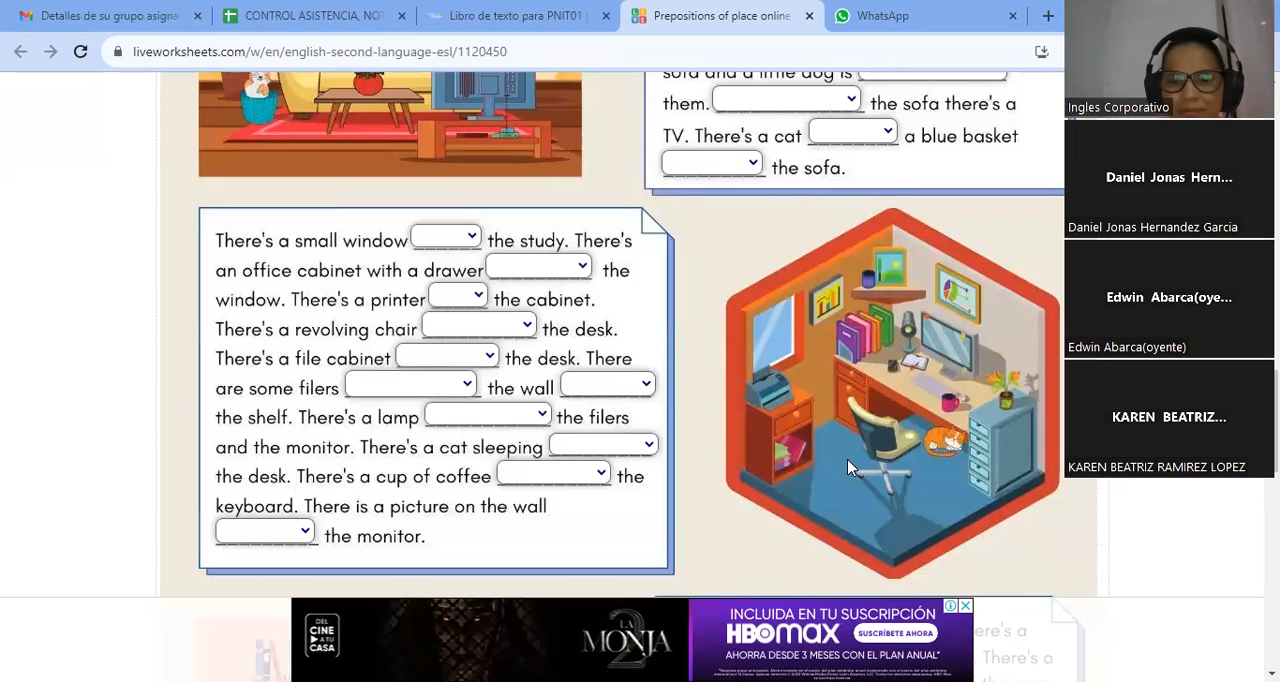 Detalles de su grupo asigna
CONTROL ASISTENCIA, NOT
Libro de texto para PNIT01
Prepositions of place online
WhatsApp
liveworksheets.com/w/en/english-second-language-esl/1120450
sofa and a little dog is
them. the sofa there's a
TV. There's a cat a blue basket
the sofa.
There's a small window the study. There's
an office cabinet with a drawer the
window. There's a printer the cabinet.
There's a revolving chair the desk.
There's a file cabinet the desk. There
are some filers the wall
the shelf. There's a lamp the filers
and the monitor. There's a cat sleeping
the desk. There's a cup of coffee the
keyboard. There is a picture on the wall
the monitor.
Ingles Corporativo
Daniel Jonas Hern...
Daniel Jonas Hernandez Garcia
Edwin Abarca(oye...
Edwin Abarca(oyente)
KAREN BEATRIZ...
KAREN BEATRIZ RAMIREZ LOPEZ
DEL
CINE
A TU
CASA
LA
MONJA
2
INCLUIDA EN TU SUSCRIPCIÓN
HBOMAX
SUSCRÍBETE AHORA
AHORRA DESDE 3 MESES CON EL PLAN ANUAL*
ere's a
. There's a